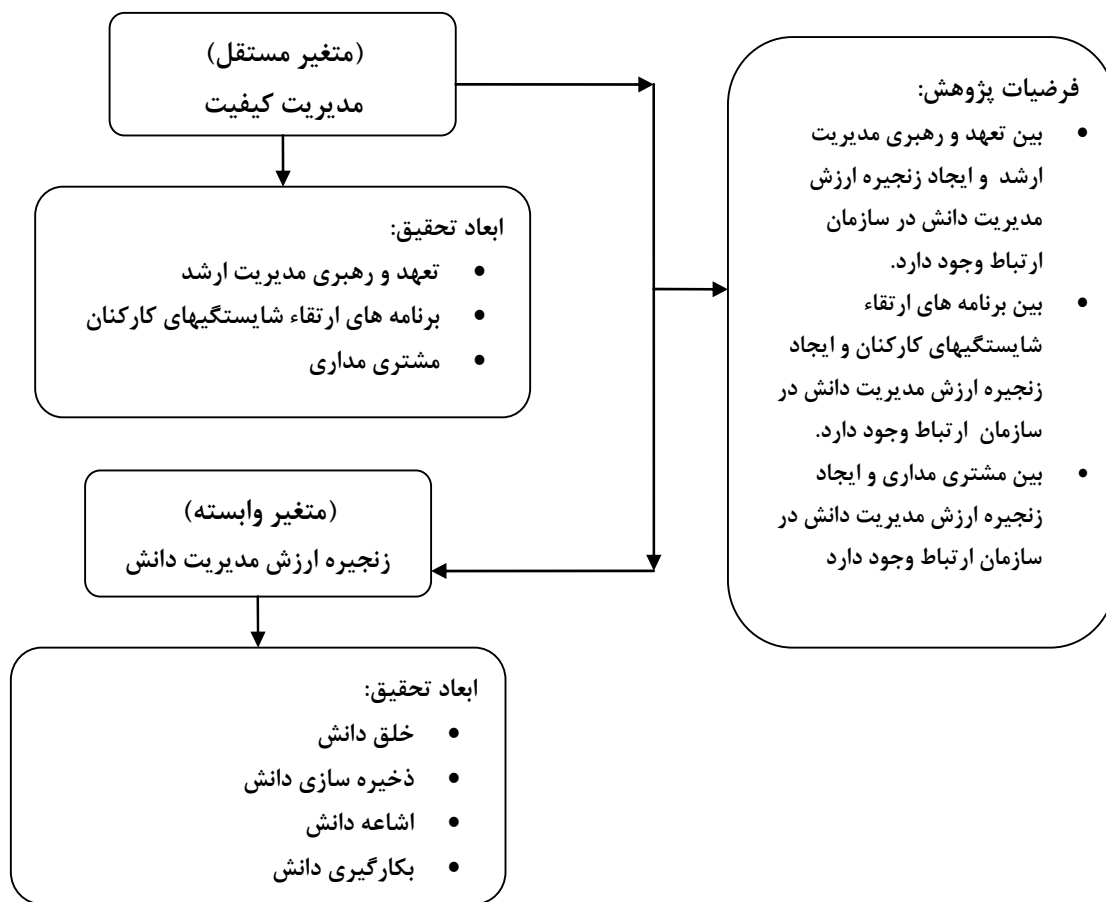 (متغیر مستقل)
مدیریت کیفیت
ابعاد تحقیق:
• تعهد و رهبری مدیریت ارشد
• برنامه های ارتقاء شایستگیهای کارکنان
• مشتری مداری
(متغیر وابسته)
زنجیره ارزش مدیریت دانش
ابعاد تحقیق:
• خلق دانش
• ذخیره سازی دانش
• اشاعه دانش
• بکارگیری دانش
فرضیات پژوهش:
• بین تعهد و رهبری مدیریت
ارشد و ایجاد زنجیره ارزش
مدیریت دانش در سازمان
ارتباط وجود دارد.
• بین برنامه های ارتقاء
شایستگیهای کارکنان و ایجاد
زنجیره ارزش مدیریت دانش در
سازمان ارتباط وجود دارد.
• بین مشتری مداری و ایجاد
زنجیره ارزش مدیریت دانش در
سازمان ارتباط وجود دارد